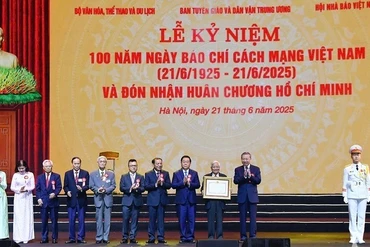 BỘ VĂN HÓA, THỂ THAO VÀ DU LỊCH
BAN TUYÊN GIÁO VÀ DÂN VẬN TRUNG ƯƠNG
HỘI NHÀ BÁO VIỆT N
LỄ KỶ NIỆM
100 NĂM NGÀY BÁO CHÍ CÁCH MẠNG VIỆT NAM
(21/6/1925 - 21/6/2025)
VÀ ĐÓN NHẬN HUÂN CHƯƠNG HỒ CHÍ MINH
Hà Nội, ngày 21 tháng 6 năm 2025